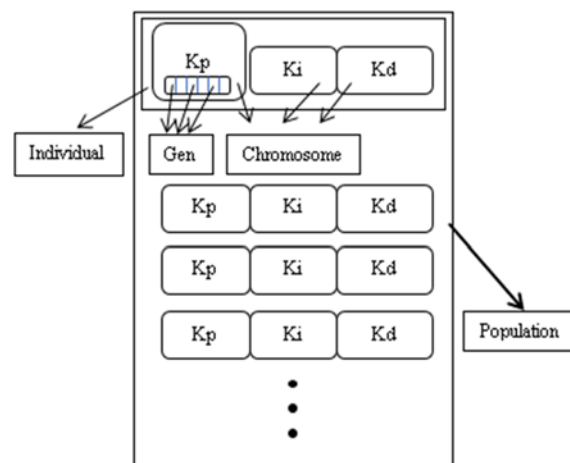 Kp
Ki Kd
Individual Gen Chromosome
Kp Ki Kd
Kp Ki Kd
Population
Kp Ki Kd